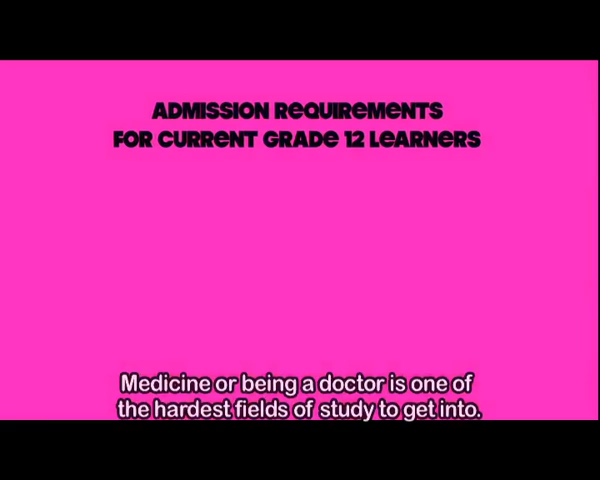 ADMISSION REQUIREMENTS
FOR CURRENT GRADE 12 LEARNERS
Medicine or being a doctor is one of
the hardest fields of study to get into.